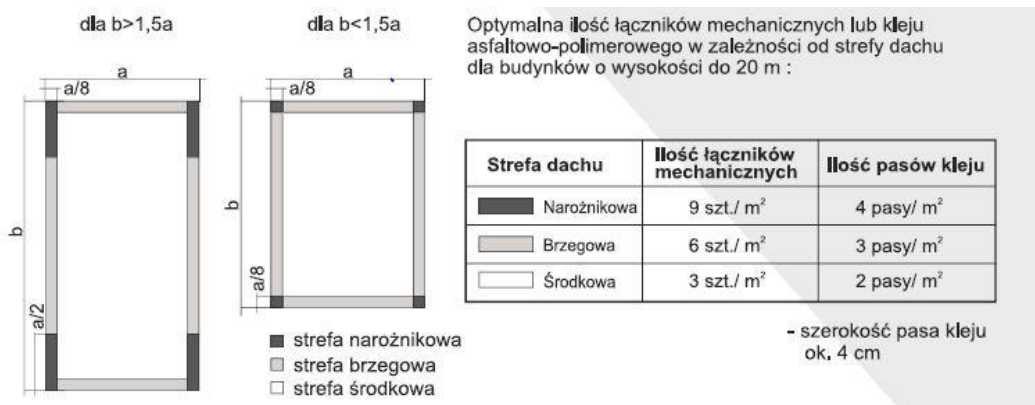 dla b>1,5a
dla b<1,5a
a
a/8
b
a/2
a
a/8
b
a/8
strefa narożnikowa
strefa brzegowa
strefa środkowa
Optymalna ilość łączników mechanicznych lub kleju
asfaltowo-polimerowego w zależności od strefy dachu
dla budynków o wysokości do 20 m :
Strefa dachu
Ilość łączników
mechanicznych
Ilość pasów kleju
Narożnikowa
9 szt./ m²
4 pasy/ m²
Brzegowa
6 szt./ m²
3 pasy/ m²
Środkowa
3 szt./ m²
2 pasy/ m²
- szerokość pasa kleju
ok. 4 cm